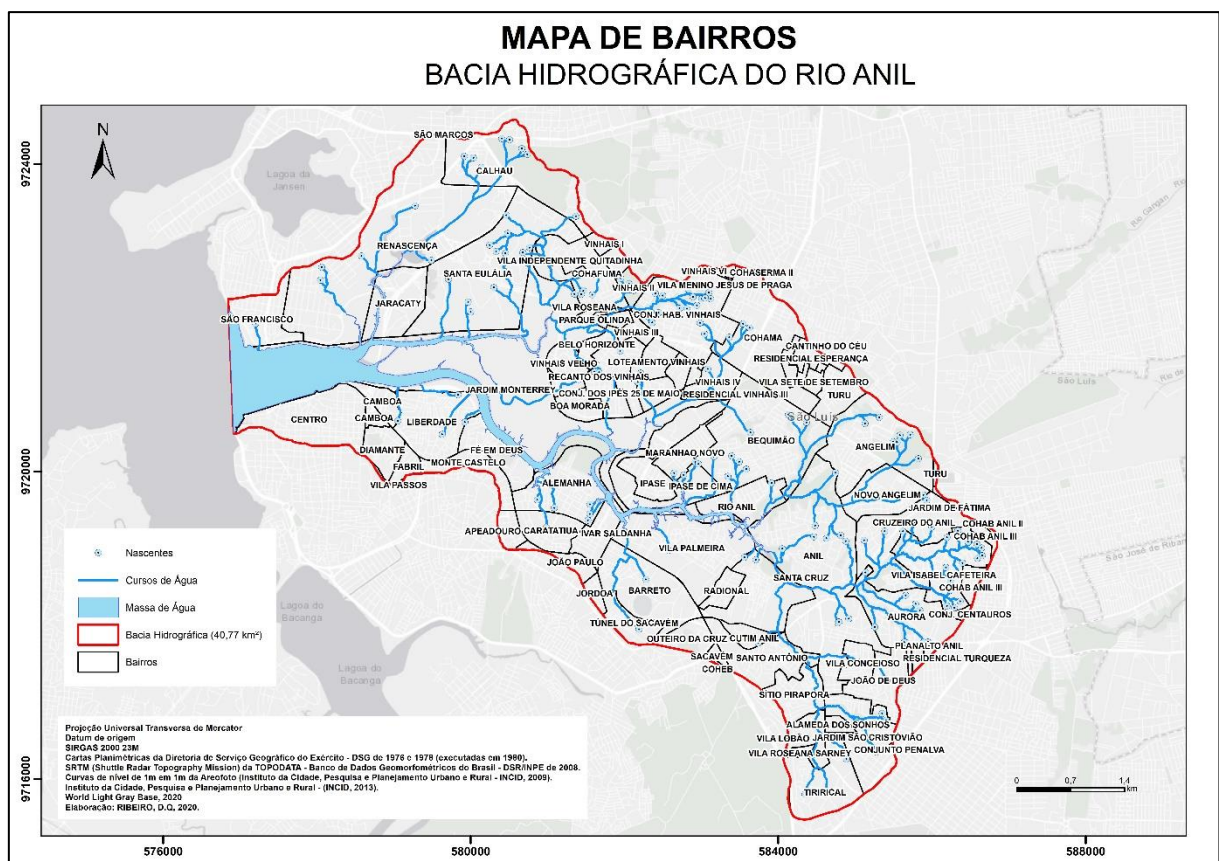 MAPA DE BAIRROS
BACIA HIDROGRÁFICA DO RIO ANIL
9724000
9720000
9716000
576000
580000
584000
588000
N
Lagoa da
Jansen
SÃO MARCOS
CALHAU
RENASCENÇA
VINHAIS I
VILA INDEPENDENTE QUITADINHA
SANTA EULÁLIA
COHAFUMA
VINHAIS VI
COHASERMA II
VINHAIS II
VILA MENINO JESUS DE PRAGA
JARACATY
VILA ROSEANA
SÃO FRANCISCO
PARQUE OLINDA
CONJ. HAB. VINHAIS
VINHAIS III
COHAMA
BELO HORIZONTE
CANTINHO DO CÉU
VINHAIS VELHO
LOTEAMENTO VINHAIS
RESIDENCIAL ESPERANÇA
RECANTO DOS VINHAIS
VINHAIS IV
VILA SETE DE SETEMBRO
JARDIM MONTERREY
CONJ. DOS IPÊS 25 DE MAIO
RESIDENCIAL VINHAIS III
TURU
CAMBOA
BOA MORADA
CENTRO
CAMBOA
LIBERDADE
São Luís
São Luís
BEQUIMÃO
DIAMANTE
FÉ EM DEUS
ANGELIM
FABRIL
MONTE CASTELO
MARANHAO NOVO
VILA PASSOS
ALEMANHA
IPASE
IPASE DE CIMA
TURU
NOVO ANGELIM
RIO ANIL
JARDIM DE FÁTIMA
APEADOURO
CARATATIUA
IVAR SALDANHA
CRUZEIRO DO ANIL
COHAB ANIL II
COHAB ANIL III
VILA PALMEIRA
ANIL
JOÃO PAULO
SANTA CRUZ
VILA ISABEL CAFETEIRA
JORDOA
BARRETO
RADIONAL
COHAB ANIL III
TÚNEL DO SACAVÉM
AURORA
CONJ. CENTAUROS
OUTEIRO DA CRUZ
CUTIM ANIL
PLANALTO ANIL
SACAVÉM
SANTO ANTÔNIO
VILA CONCEIOSO
RESIDENCIAL TURQUEZA
COHEB
JOÃO DE DEUS
SÍTIO PIRAPORA
ALAMEDA DOS SONHOS
VILA LOBÃO
JARDIM SÃO CRISTOVIÃO
VILA ROSEANA SARNEY
CONJUNTO PENALVA
TIRIRICAL
Rio Gangan
São José de Ribam
Lagoa do
Bacanga
Lagoa do
Bacanga
Nascentes
Cursos de Água
Massa de Água
Bacia Hidrográfica (40,77 km²)
Bairros
Projeção Universal Transversa de Mercator
Datum de origem
SIRGAS 2000 23M
Cartas Planimétricas da Diretoria de Serviço Geográfico do Exército - DSG de 1976 e 1978 (executadas em 1980).
SRTM (Shuttle Radar Topography Mission) da TOPODATA - Banco de Dados Geomorfométricos do Brasil - DSR/INPE de 2008.
Curvas de nível de 1m em 1m da Areofoto (Instituto da Cidade, Pesquisa e Planejamento Urbano e Rural - INCID, 2009).
Instituto da Cidade, Pesquisa e Planejamento Urbano e Rural - (INCID, 2013).
World Light Gray Base, 2020
Elaboração: RIBEIRO, D.Q, 2020.
0 0,7 1,4
km